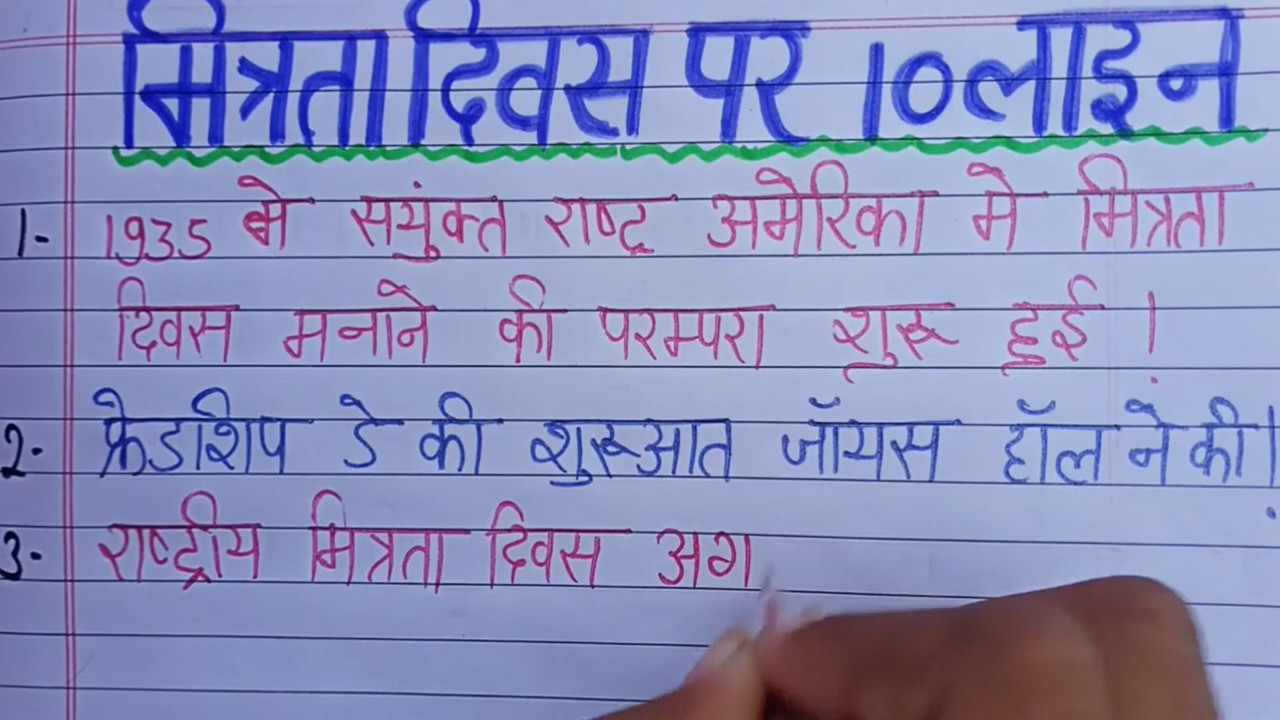 मित्रता दिवस पर 10 लाइन
1- 1935 मे सयुंक्त राष्ट्र अमेरिका मे मित्रता
दिवस मनाने की परम्परा शुरू हुई ।
2- फ्रेडशिप डे की शुरूआत जॉयस हॉल ने की।
3- राष्ट्रीय मित्रता दिवस अग